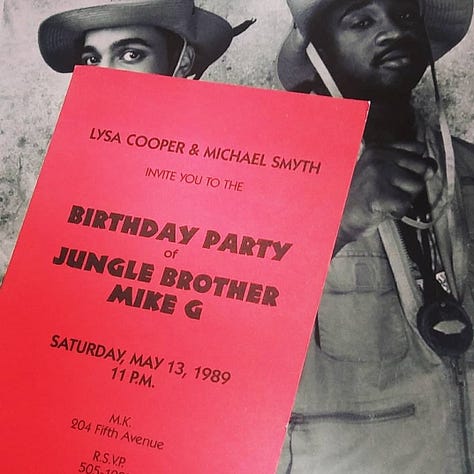 LYSA COOPER & MICHAEL SMYTH
INVITE YOU TO THE
BIRTHDAY PARTY
of
JUNGLE BROTHER
MIKE G
SATURDAY, MAY 13, 1989
11 P.M.
M.K.
204 Fifth Avenue
R.S.V.P.